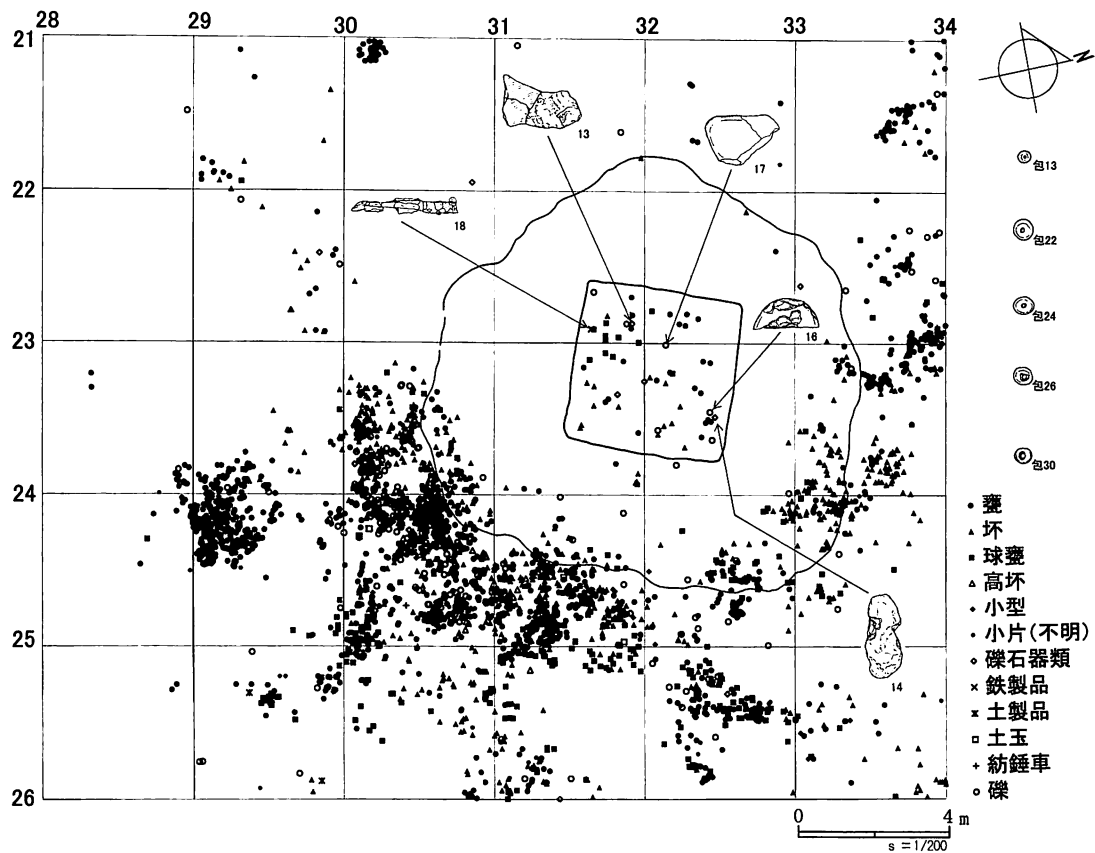 28 29 30 31 32 33 34
21
22
23
24
25
26
N
13
17
18
16
14
包13
包22
包24
包26
包30
甕
坏
球甕
高坏
小型
小片(不明)
礫石器類
鉄製品
土製品
土玉
紡錘車
礫
0 4 m
s = 1/200